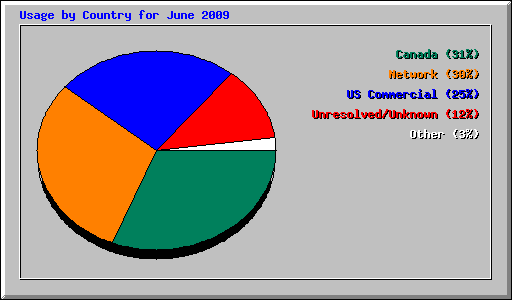 Usage by Country for June 2009
Canada (31%)
Network (30%)
US Commercial (25%)
Unresolved/Unknown (12%)
Other (3%)